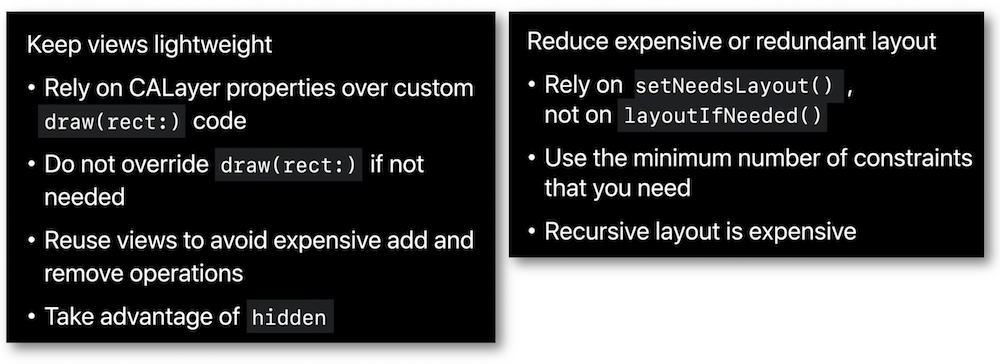 Keep views lightweight
• Rely on CALayer properties over custom
draw(rect:) code
• Do not override draw(rect:) if not
needed
• Reuse views to avoid expensive add and
remove operations
• Take advantage of hidden
Reduce expensive or redundant layout
• Rely on setNeedsLayout() ,
not on layoutIfNeeded()
• Use the minimum number of constraints
that you need
• Recursive layout is expensive